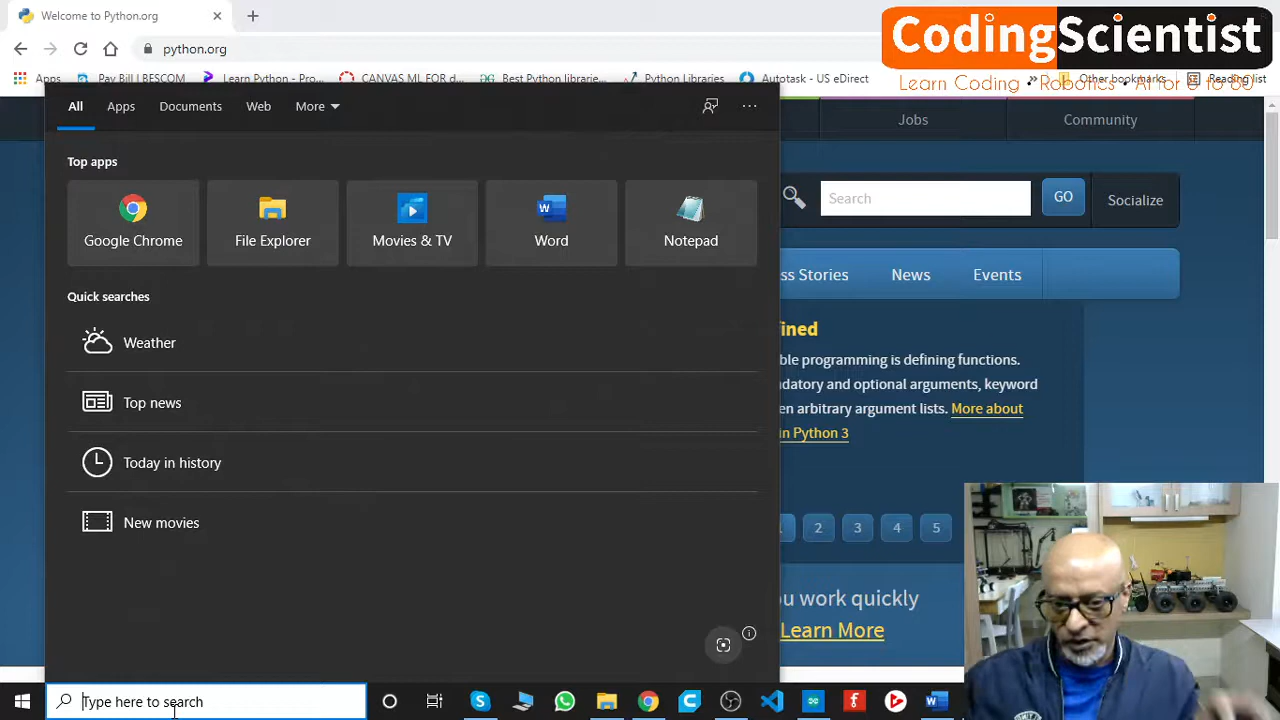 Welcome to Python.org
python.org
CodingScientist
Learn Coding • Robotics • AI for 8 to 80
Apps
Pay Bill | BESCOM
Learn Python - Pro...
CANVAS ML FOR d...
Best Python librarie...
Python Libraries...
Autotask - US eDirect
»
Other bookmarks
Reading list
All
Apps
Documents
Web
More
...
Jobs
Community
Top apps
Google Chrome
File Explorer
Movies & TV
Word
Notepad
Search
GO
Socialize
ss Stories
News
Events
Quick searches
Weather
Top news
Today in history
New movies
ined
ble programming is defining functions.
datory and optional arguments, keyword
en arbitrary argument lists. More about
in Python 3
1
2
3
4
5
u work quickly
Learn More
Type here to search